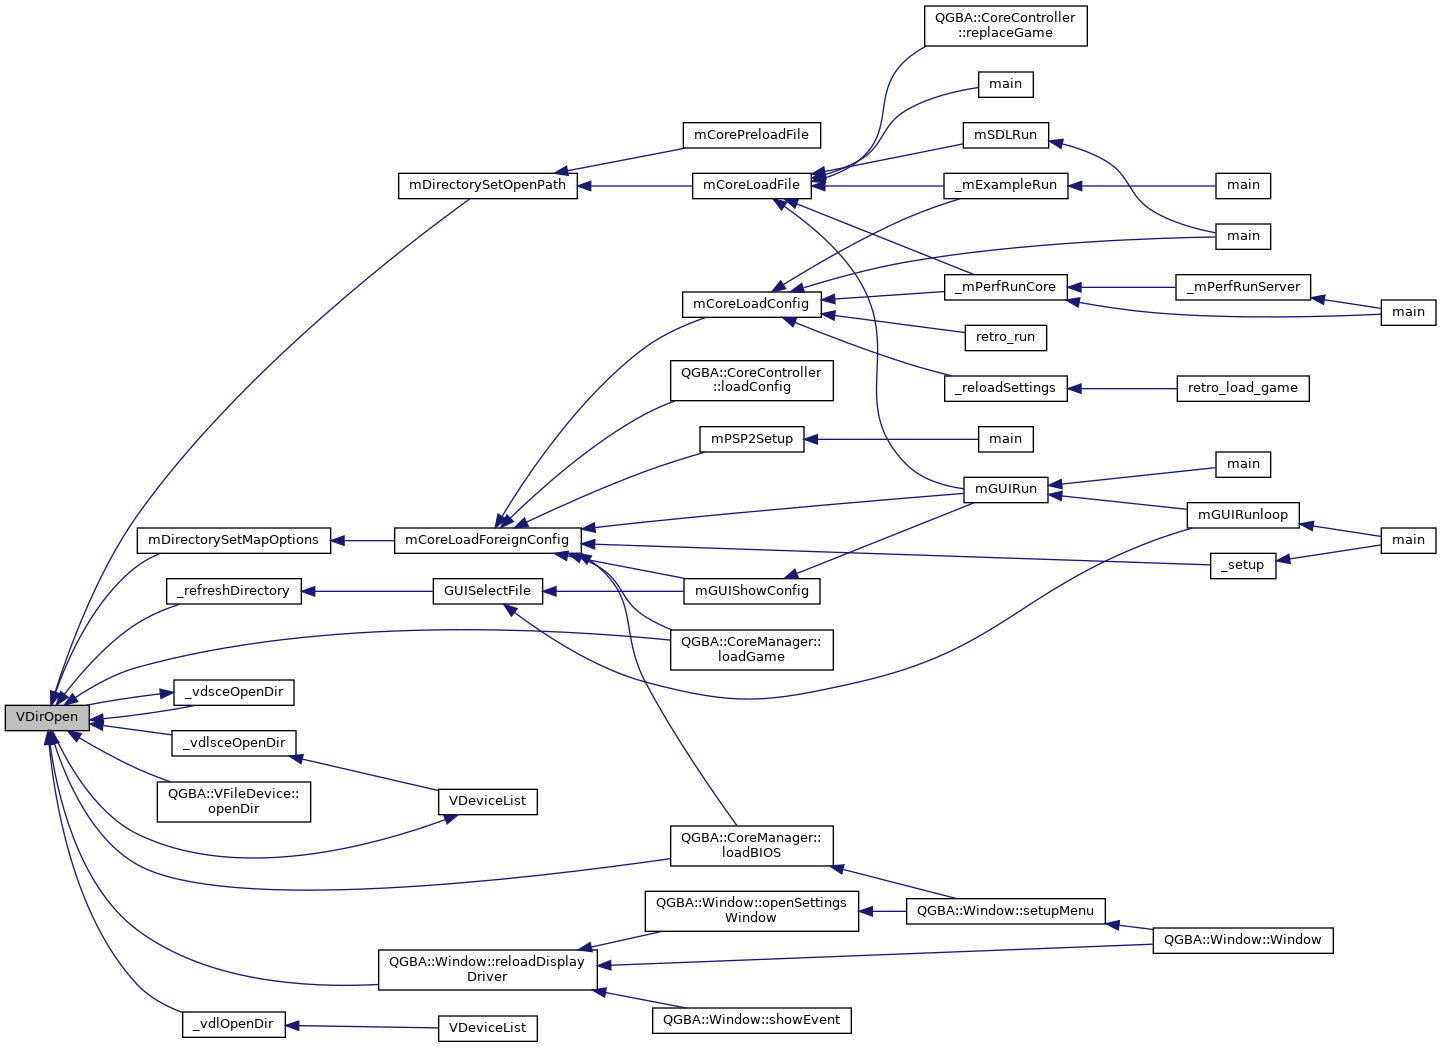 QGBA::CoreController
::replaceGame
main
mCorePreloadFile
mSDLRun
mDirectorySetOpenPath
mCoreLoadFile
_mExampleRun
main
main
mCoreLoadConfig
_mPerfRunCore
_mPerfRunServer
main
retro_run
QGBA::CoreController
::loadConfig
_reloadSettings
retro_load_game
mPSP2Setup
main
main
mGUIRun
mGUIRunloop
mDirectorySetMapOptions
mCoreLoadForeignConfig
main
_setup
_refreshDirectory
GUISelectFile
mGUIShowConfig
QGBA::CoreManager::
loadGame
_vdsceOpenDir
VDirOpen
_vdlsceOpenDir
QGBA::VFileDevice::
openDir
VDeviceList
QGBA::CoreManager::
loadBIOS
QGBA::Window::openSettings
Window
QGBA::Window::setupMenu
QGBA::Window::Window
QGBA::Window::reloadDisplay
Driver
QGBA::Window::showEvent
_vdlOpenDir
VDeviceList